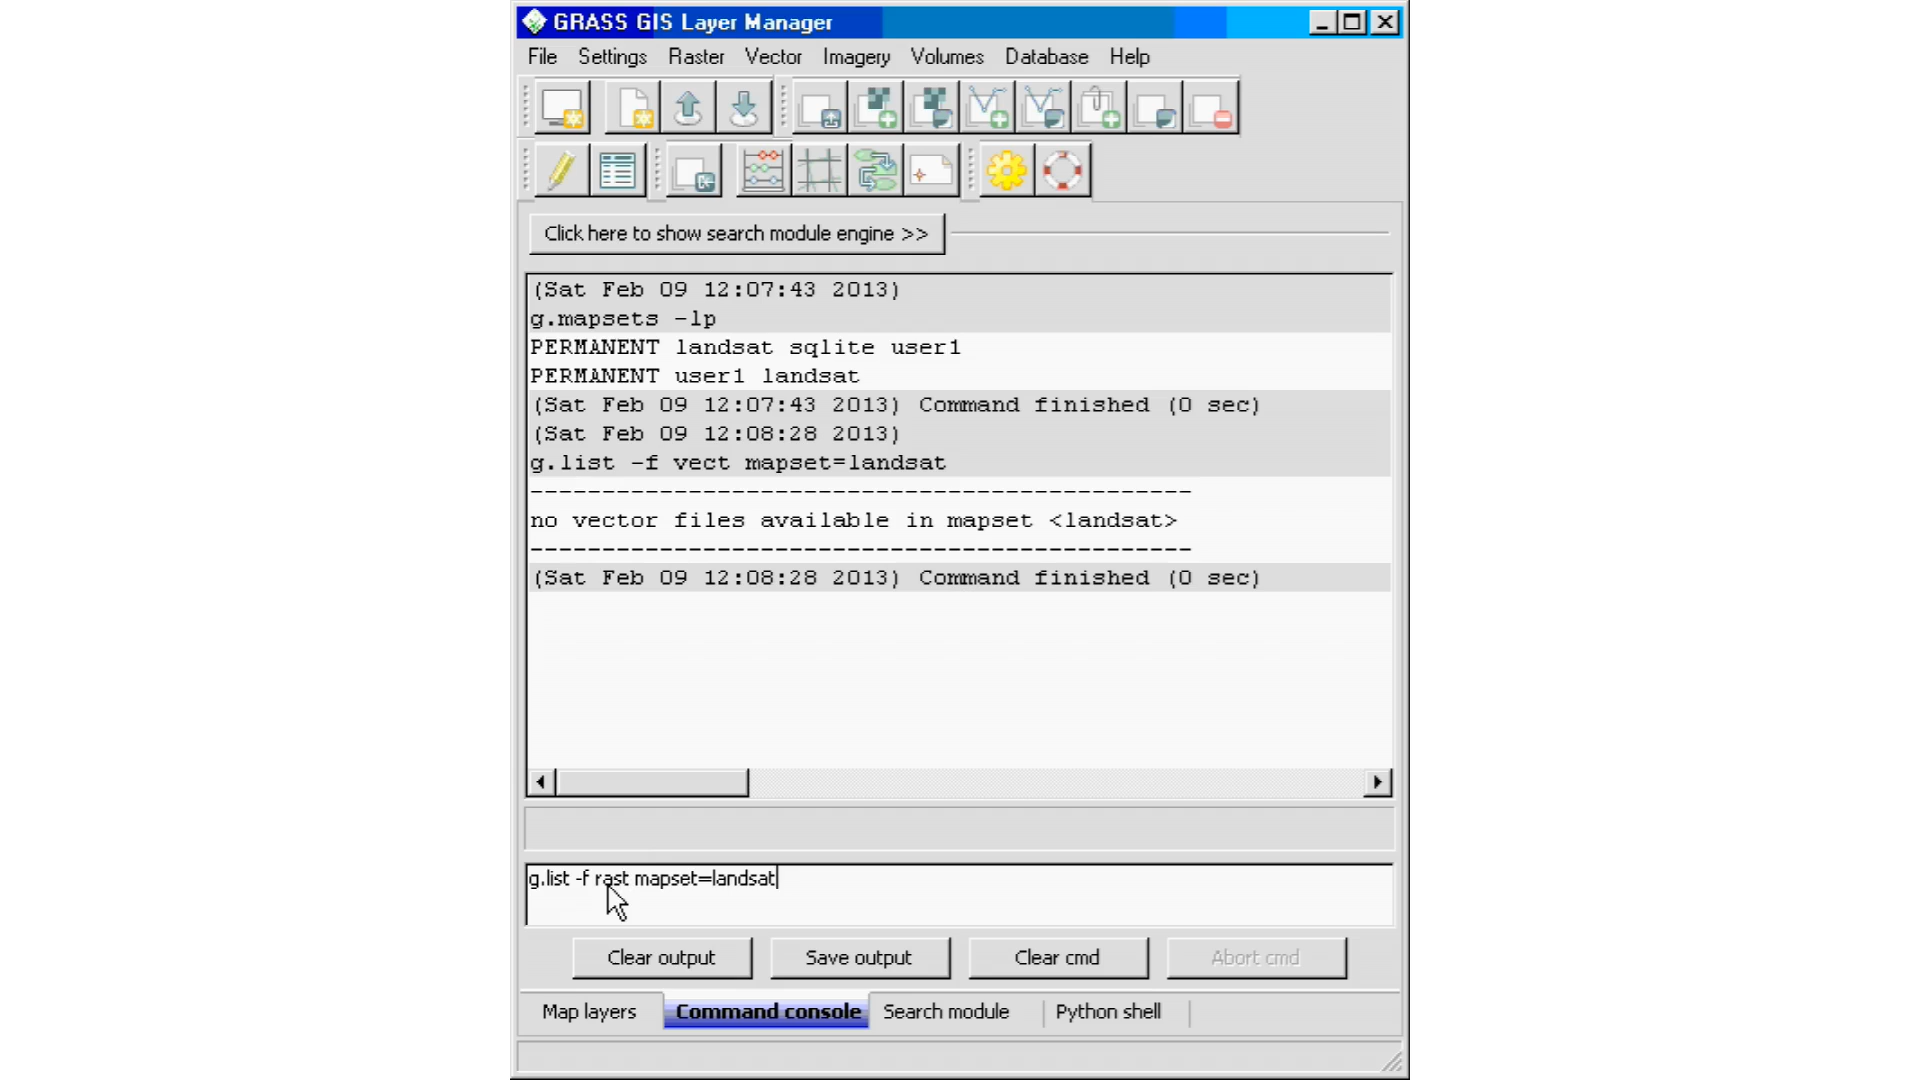 GRASS GIS Layer Manager
File Settings Raster Vector Imagery Volumes Database Help
Click here to show search module engine >>
(Sat Feb 09 12:07:43 2013)
g.mapsets -lp
PERMANENT landsat sqlite user1
PERMANENT user1 landsat
(Sat Feb 09 12:07:43 2013) Command finished (0 sec)
(Sat Feb 09 12:08:28 2013)
g.list -f vect mapset=landsat
----------------------------------------------
no vector files available in mapset <landsat>
----------------------------------------------
(Sat Feb 09 12:08:28 2013) Command finished (0 sec)
g.list -f rast mapset=landsat
Clear output Save output Clear cmd Abort cmd
Map layers Command console Search module Python shell